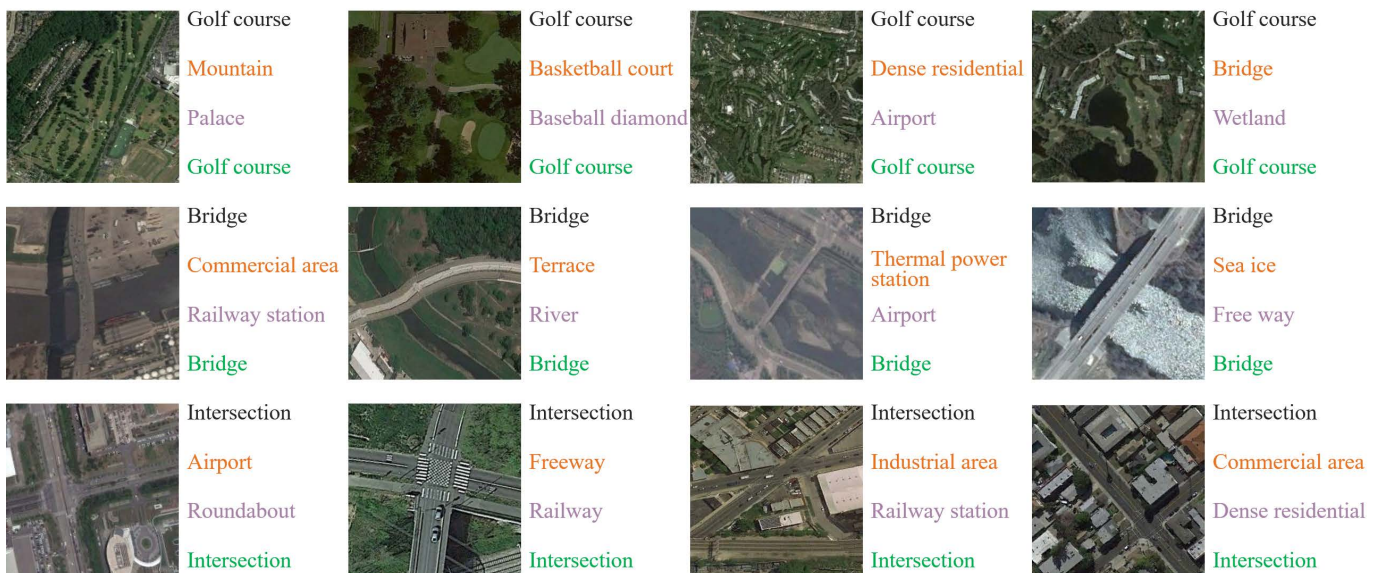 Golf course
Mountain
Palace
Golf course
Golf course
Basketball court
Baseball diamond
Golf course
Golf course
Dense residential
Airport
Golf course
Golf course
Bridge
Wetland
Golf course
Bridge
Commercial area
Railway station
Bridge
Bridge
Terrace
River
Bridge
Bridge
Thermal power
station
Airport
Bridge
Bridge
Sea ice
Free way
Bridge
Intersection
Airport
Roundabout
Intersection
Intersection
Freeway
Railway
Intersection
Intersection
Industrial area
Railway station
Intersection
Intersection
Commercial area
Dense residential
Intersection